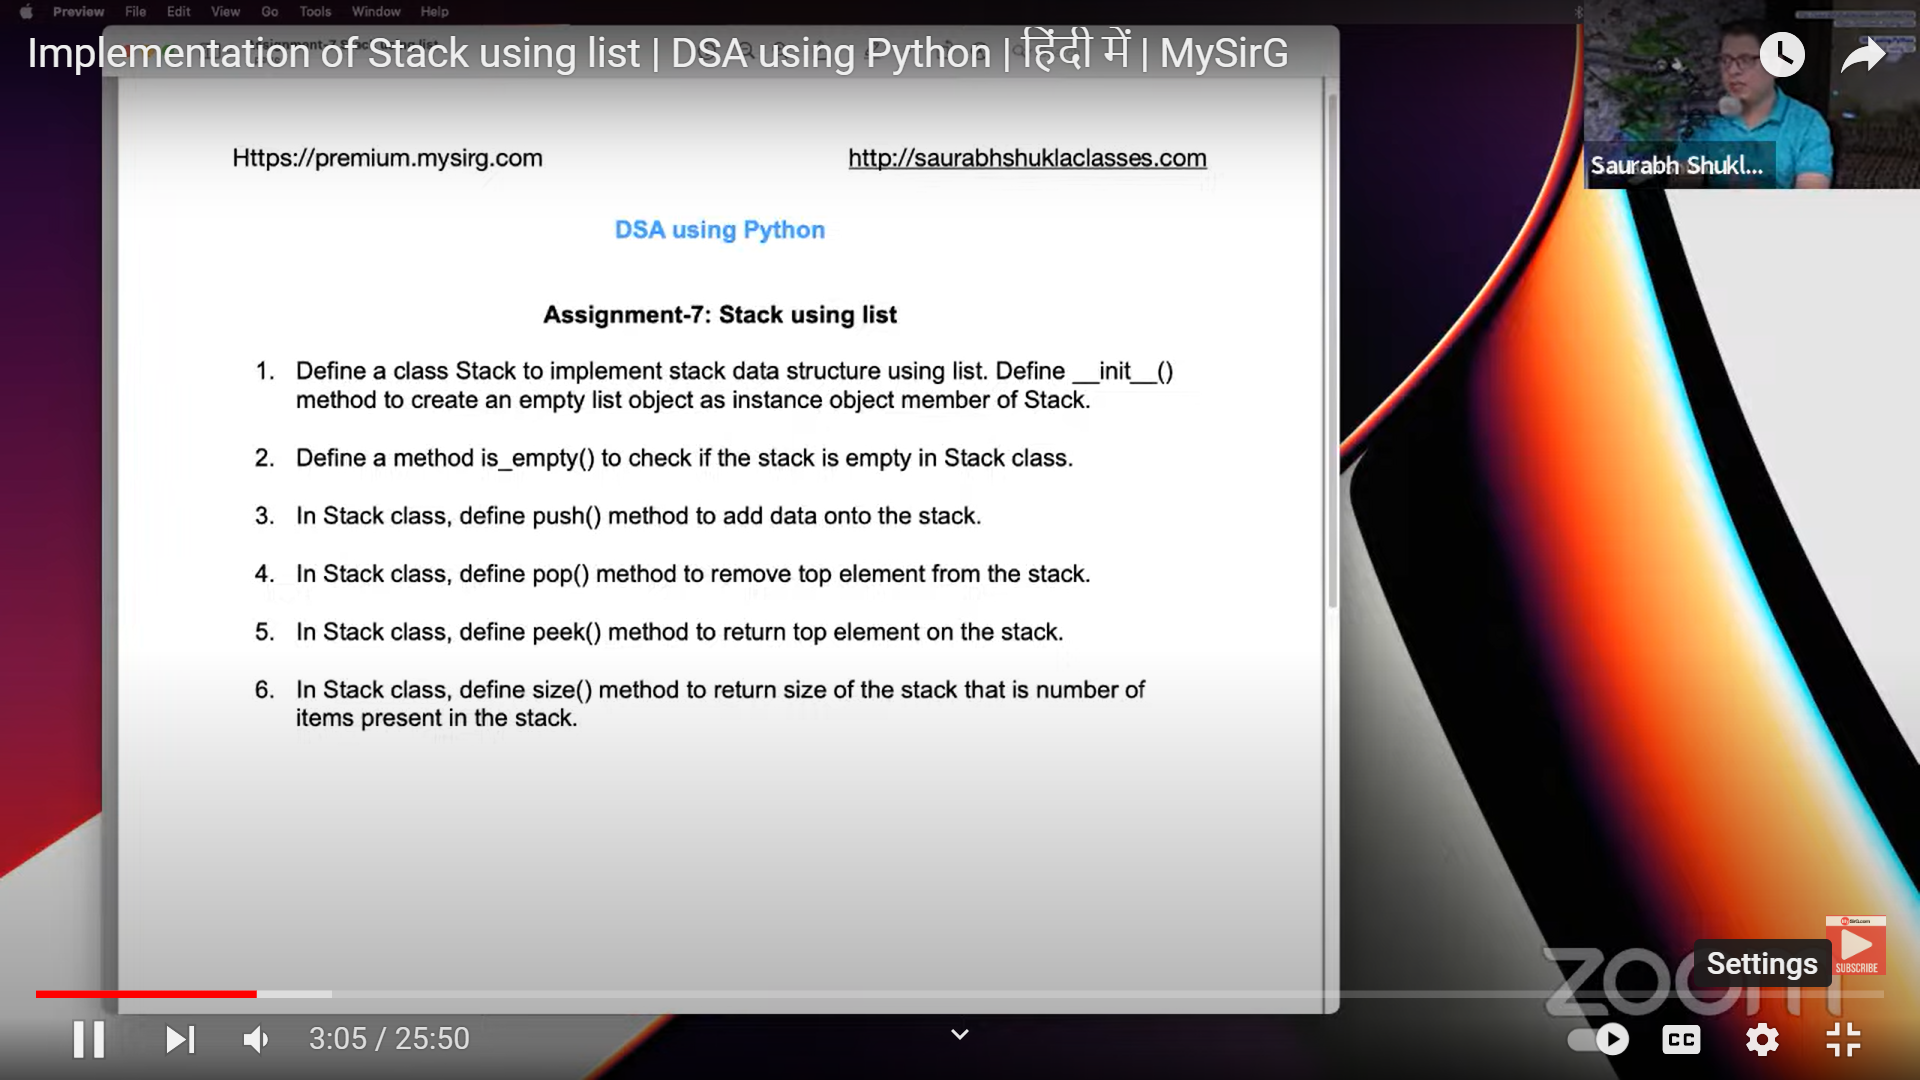 Preview File Edit View Go Tools Window Help
Implementation of Stack using list | DSA using Python | हिंदी में | MySirG
Saurabh Shukl...
Https://premium.mysirg.com
http://saurabhshuklaclasses.com
DSA using Python
Assignment-7: Stack using list
1. Define a class Stack to implement stack data structure using list. Define __init__()
method to create an empty list object as instance object member of Stack.
2. Define a method is_empty() to check if the stack is empty in Stack class.
3. In Stack class, define push() method to add data onto the stack.
4. In Stack class, define pop() method to remove top element from the stack.
5. In Stack class, define peek() method to return top element on the stack.
6. In Stack class, define size() method to return size of the stack that is number of
items present in the stack.
SUBSCRIBE
Settings
zoom
3:05 / 25:50
CC